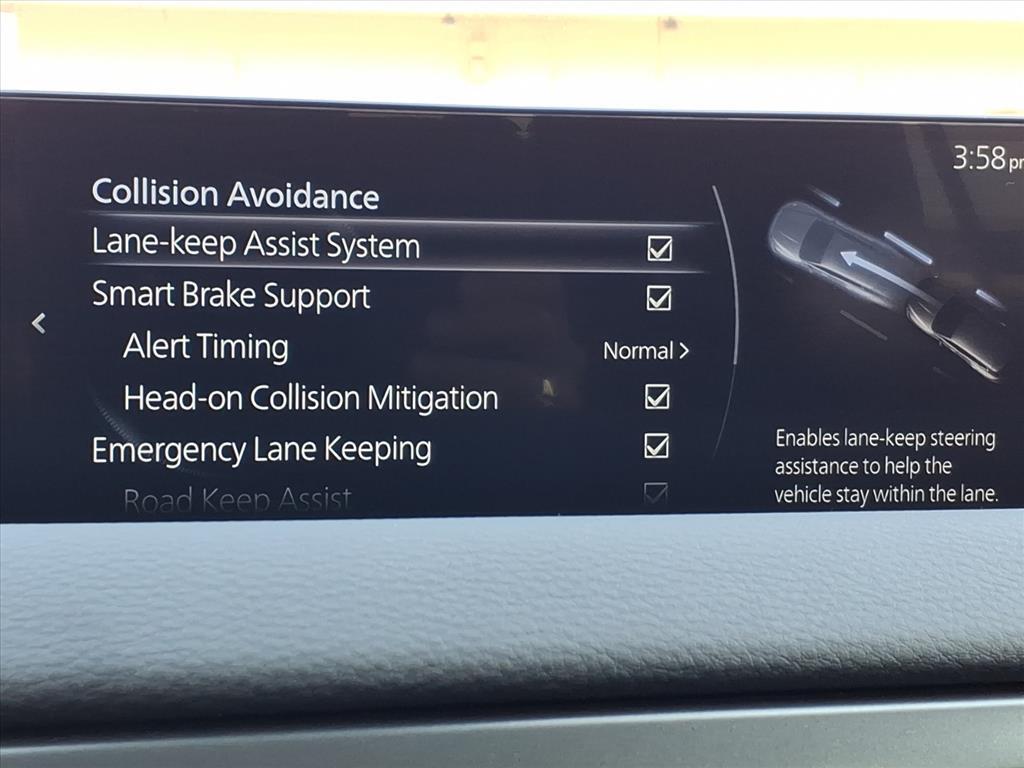 3:58 pm
Collision Avoidance
Lane-keep Assist System
Smart Brake Support
Alert Timing
Normal >
Head-on Collision Mitigation
Emergency Lane Keeping
Road Keep Assist
Enables lane-keep steering
assistance to help the
vehicle stay within the lane.